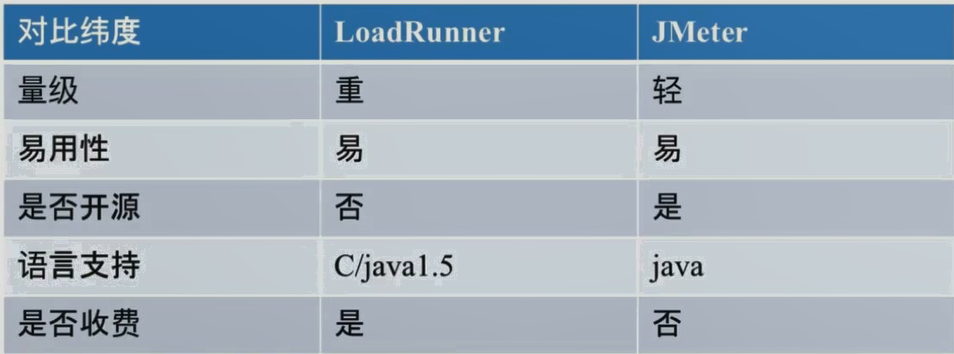 对比纬度 LoadRunner JMeter
量级 重 轻
易用性 易 易
是否开源 否 是
语言支持 C/java1.5 java
是否收费 是 否